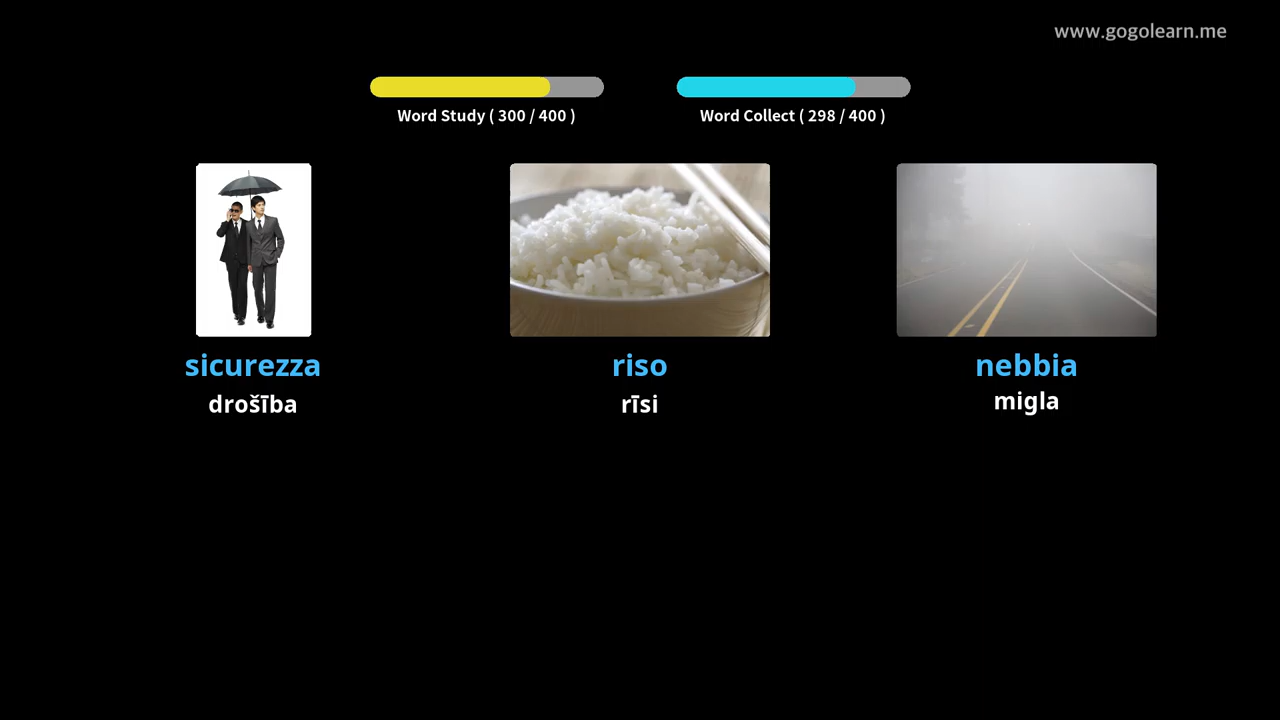 www.gogolearn.me
Word Study ( 300 / 400 )
Word Collect ( 298 / 400 )
sicurezza
drošība
riso
rīsi
nebbia
migla